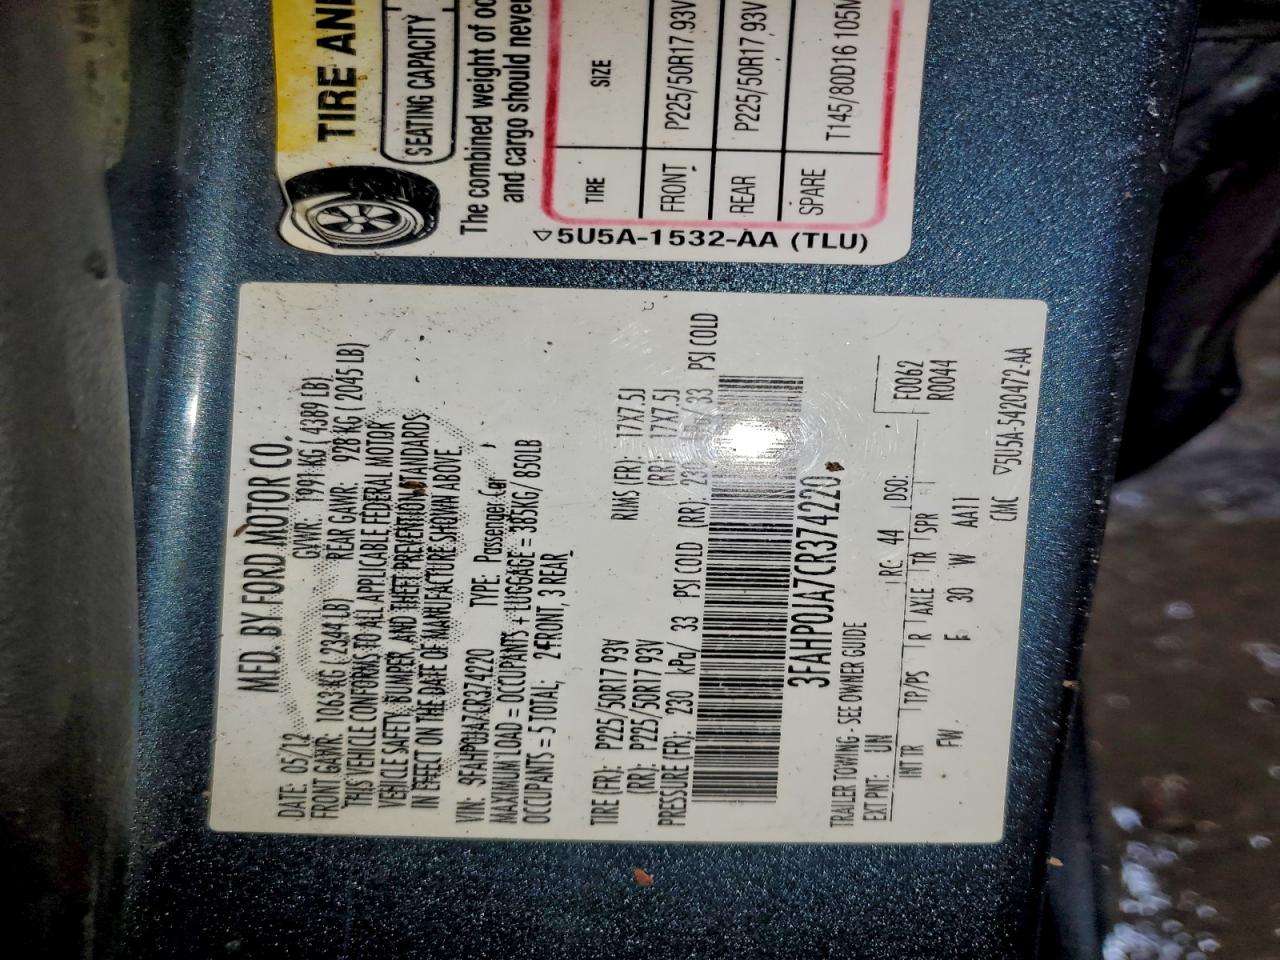 TIRE AN
SEATING CAPACITY
The combined weight of oc
and cargo should never
TIRE SIZE
FRONT P225/50R17 93V
REAR P225/50R17 93V
SPARE T145/80D16 105M
5U5A-1532-AA (TLU)
MFD. BY FORD MOTOR CO.
DATE: 05/12 GVWR: 1991 KG ( 4389 LB)
FRONT GAWR: 1063 KG ( 2344 LB) REAR GAWR: 928 KG ( 2045 LB)
THIS VEHICLE CONFORMS TO ALL APPLICABLE FEDERAL MOTOR
VEHICLE SAFETY, BUMPER, AND THEFT PREVENTION STANDARDS
IN EFFECT ON THE DATE OF MANUFACTURE SHOWN ABOVE.
VIN: 3FAHP0JA7CR374220 TYPE: Passenger Car
MAXIMUM LOAD = OCCUPANTS + LUGGAGE = 385KG/ 850LB
OCCUPANTS = 5 TOTAL; 2 FRONT, 3 REAR
TIRE (FR): P225/50R17 93V RIMS (FR): 17X7.5J
(RR): P225/50R17 93V (RR): 17X7.5J
PRESSURE (FR): 230 kPa/ 33 PSI COLD (RR): 230 33 PSI COLD
3FAHP0JA7CR374220
TRAILER TOWING - SEE OWNER GUIDE
EXT PNT: UN RC: 44 DSO: F0062
INT TR TP/PS R AXLE TR SPR R0044
FW E 30 W AA11
CMC 5U5A-5420472-AA